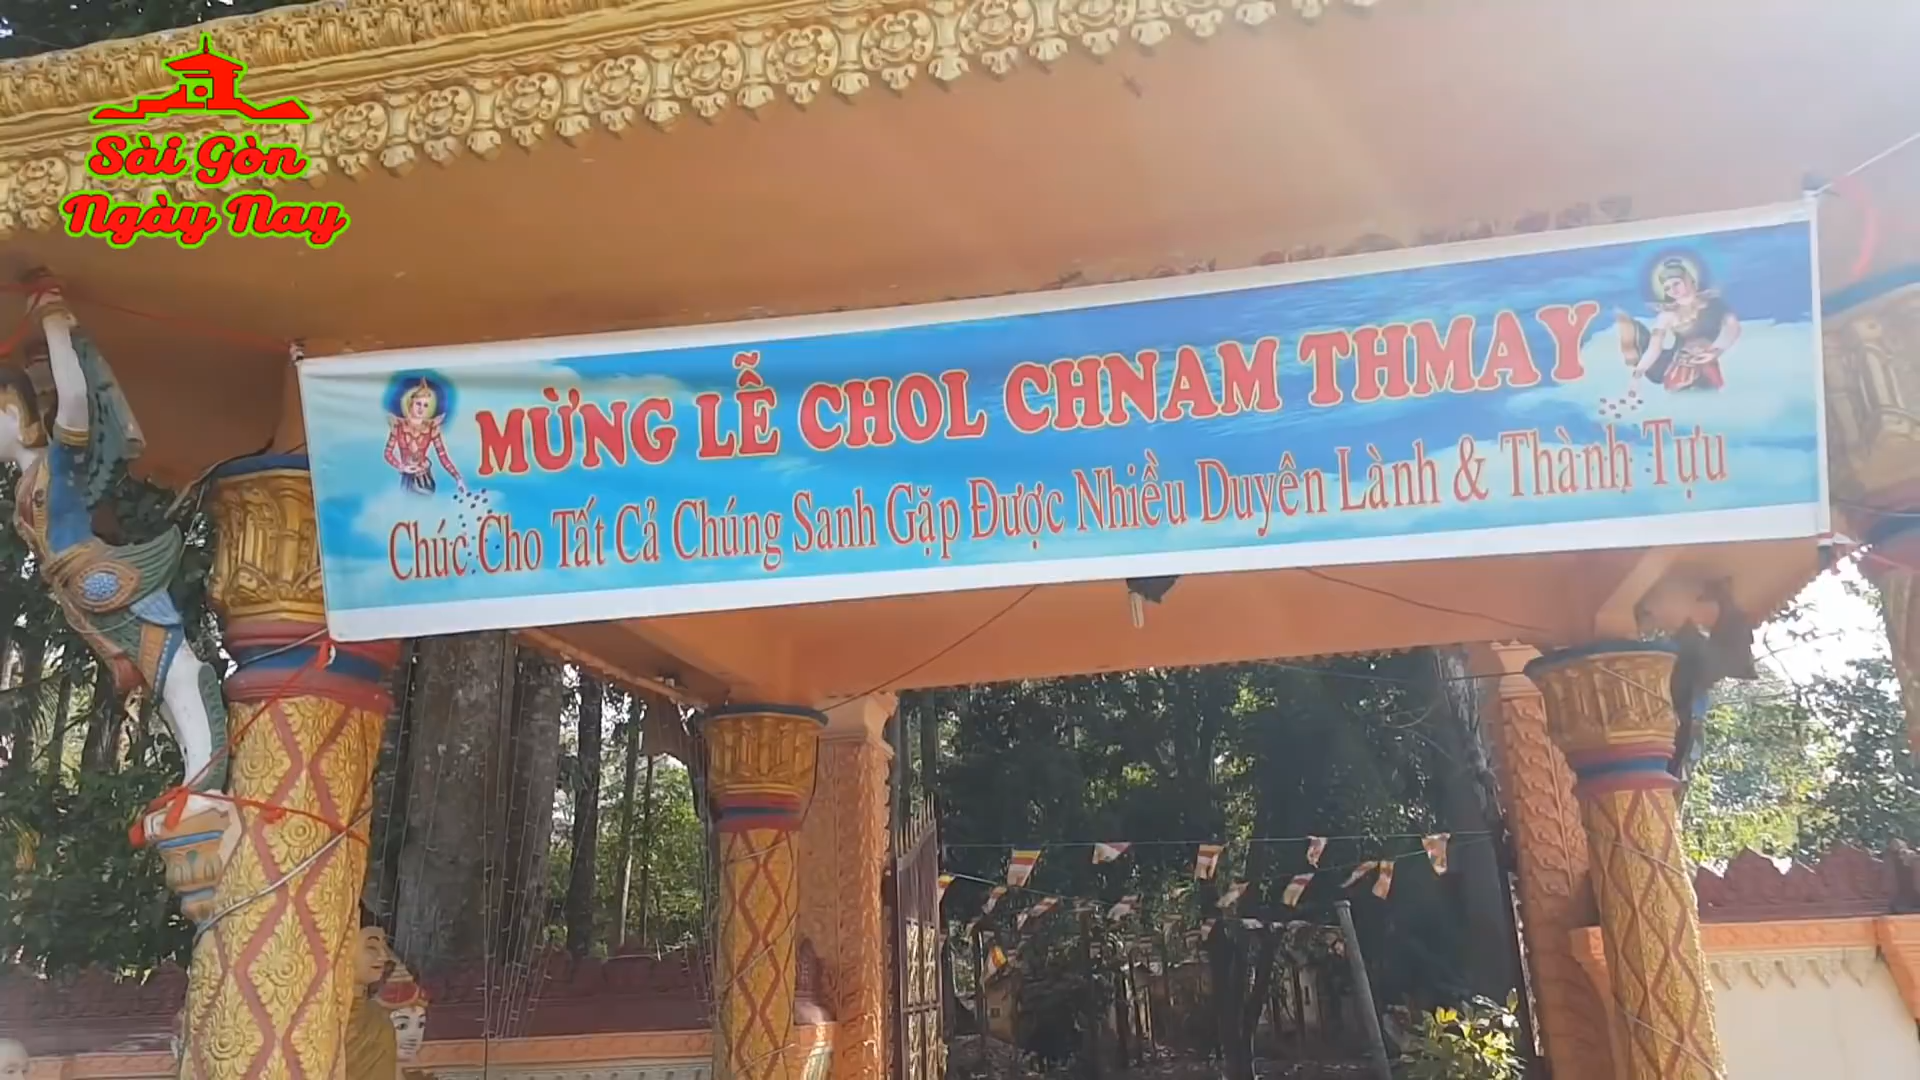 Sài Gòn
Ngày Nay
MỪNG LỄ CHOL CHNAM THMAY
Chúc Cho Tất Cả Chúng Sanh Gặp Được Nhiều Duyên Lành & Thành Tựu